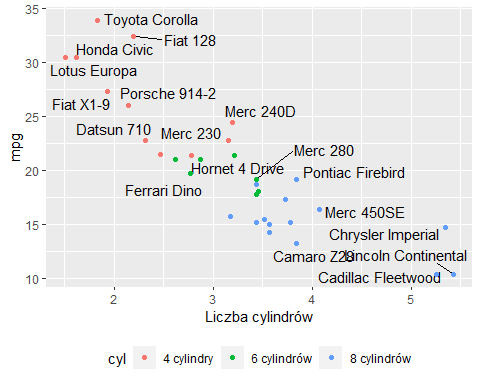 35
Toyota Corolla
Fiat 128
Honda Civic
30
Lotus Europa
Porsche 914-2
Fiat X1-9
Merc 240D
25
Datsun 710
Merc 230
mpg
Merc 280
Hornet 4 Drive
Pontiac Firebird
20
Ferrari Dino
Merc 450SE
15
Chrysler Imperial
Camaro Z28
Lincoln Continental
10
Cadillac Fleetwood
2 3 4 5
Liczba cylindrów
cyl 4 cylindry 6 cylindrów 8 cylindrów